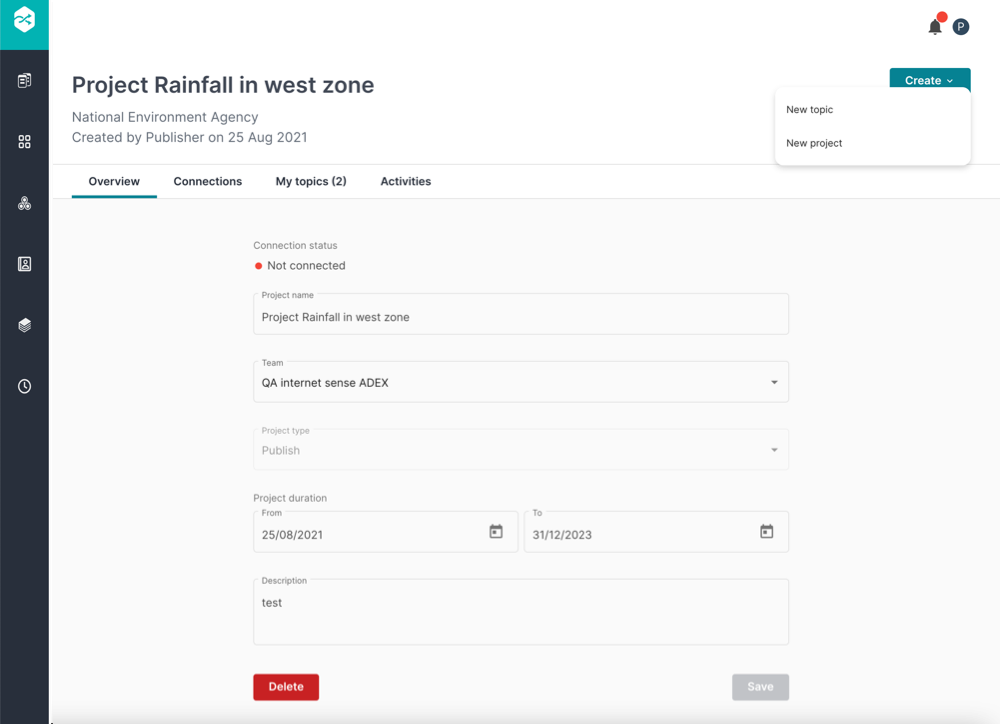 P
Project Rainfall in west zone
Create
National Environment Agency
New topic
Created by Publisher on 25 Aug 2021
New project
Overview Connections My topics (2) Activities
Connection status
Not connected
Project name
Project Rainfall in west zone
Team
QA internet sense ADEX
Project type
Publish
Project duration
From To
25/08/2021 31/12/2023
Description
test
Delete Save